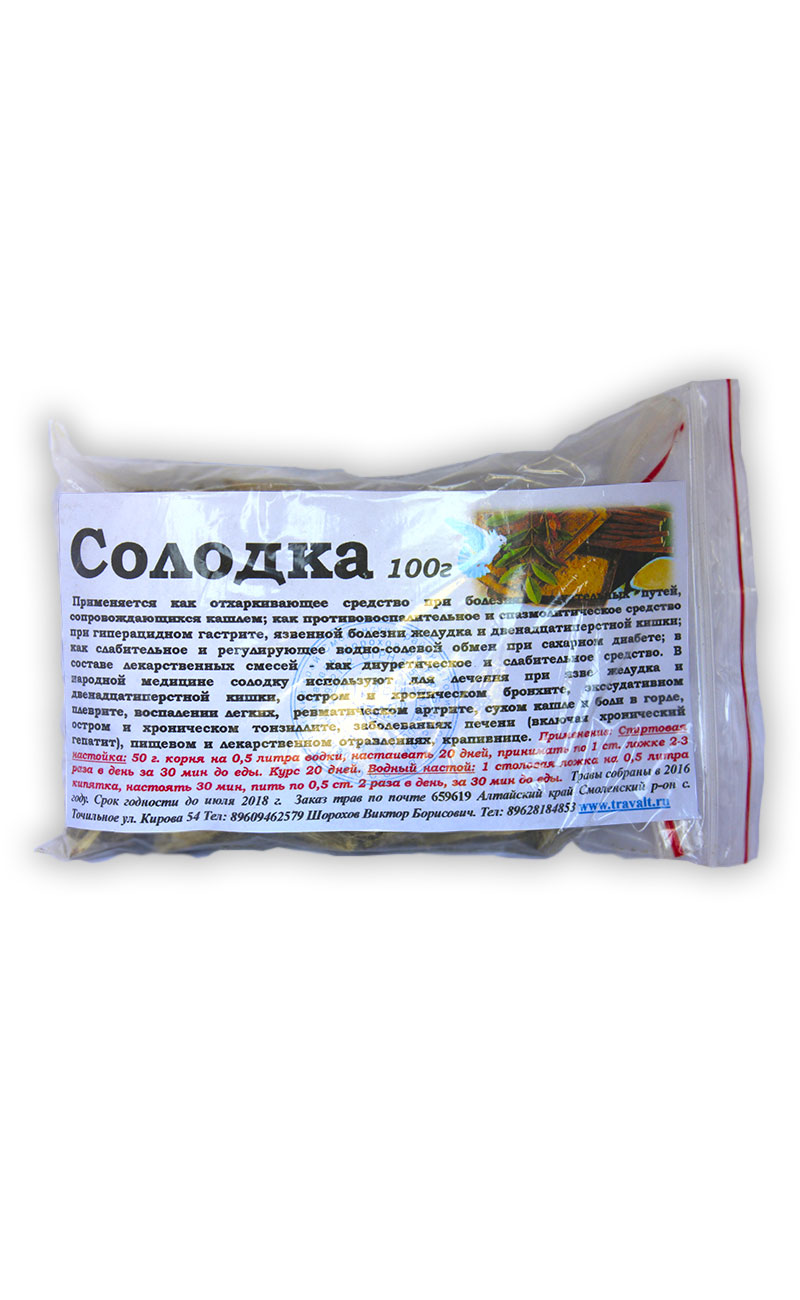 Солодка 100г
Применяется как отхаркивающее средство при путей,
сопровождающихся кашлем; как противовоспалительное и спазмолитическое средство
при гиперацидном гастрите, язвенной болезни желудка и двенадцатиперстной кишки;
как слабительное и регулирующее водно-солевой обмен при сахарном диабете; в
составе лекарственных смесей - как диуретическое и слабительное средство. В
народной медицине солодку используют для лечения при язве желудка и
двенадцатиперстной кишки, остром и хроническом бронхите, экссудативном
плеврите, воспалении легких, ревматическом артрите, сухом кашле и боли в горле,
остром и хроническом тонзиллите, заболеваниях печени (включая хронический
гепатит), пищевом и лекарственном отравлениях, крапивнице. Применение: Спиртовая
настойка: 50 г. корня на 0,5 литра водки, настаивать 20 дней, принимать по 1 ст. ложке 2-3
раза в день за 30 мин до еды. Курс 20 дней. Водный настой: 1 столовая ложка на 0,5 литра
кипятка, настоять 30 мин, пить по 0,5 ст. 2 раза в день, за 30 мин до еды. Травы собраны в 2016
году. Срок годности до июля 2018 г. Заказ трав по почте 659619 Алтайский край Смоленский р-он с.
Точильное ул. Кирова 54 Тел: 89609462579 Шорохов Виктор Борисович. Тел: 89628184853 www.travalt.ru